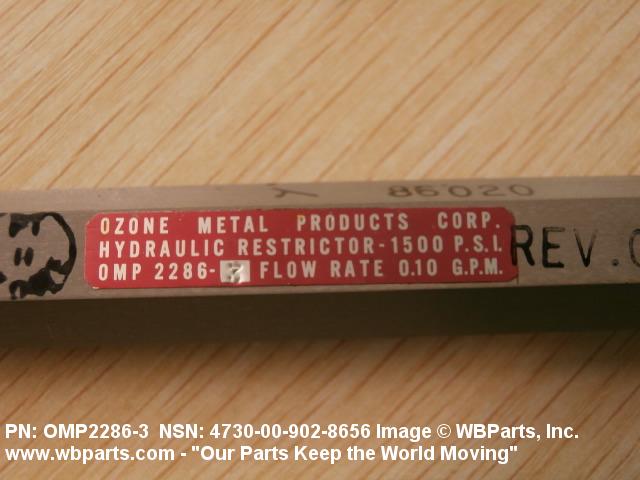 Y 86020
OZONE METAL PRODUCTS CORP.
HYDRAULIC RESTRICTOR-1500 P.S.I.
OMP 2286-3 FLOW RATE 0.10 G.P.M.
REV.
PN: OMP2286-3 NSN: 4730-00-902-8656 Image © WBParts, Inc.
www.wbparts.com - "Our Parts Keep the World Moving"